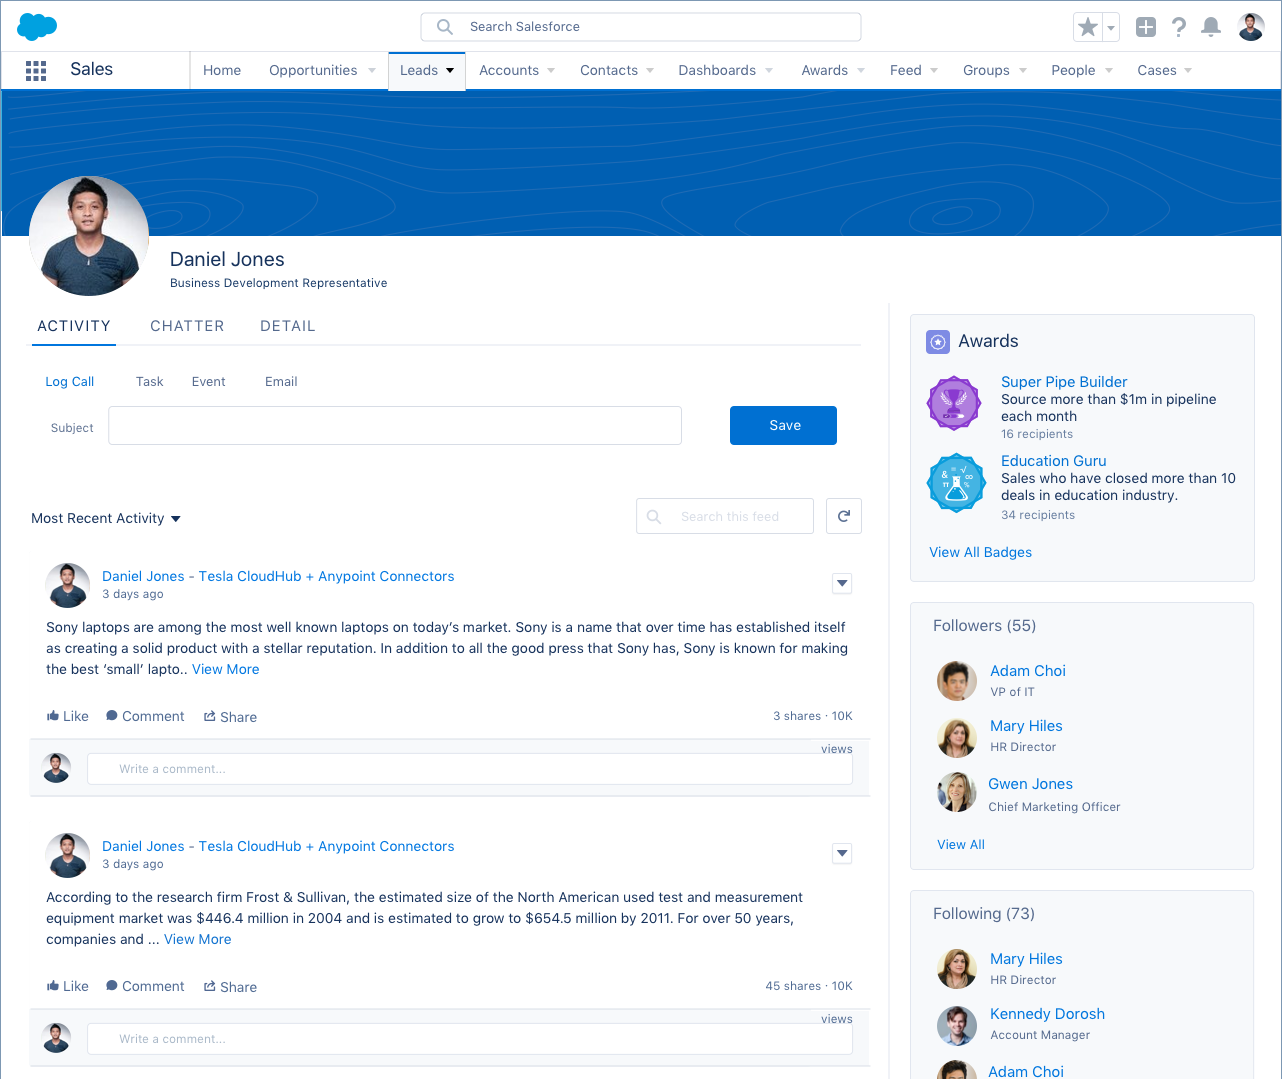 Search Salesforce
Sales
Home Opportunities Leads Accounts Contacts Dashboards Awards Feed Groups People Cases
Daniel Jones
Business Development Representative
ACTIVITY CHATTER DETAIL
Log Call Task Event Email
Subject
Save
Most Recent Activity
Search this feed
Daniel Jones - Tesla CloudHub + Anypoint Connectors
3 days ago
Sony laptops are among the most well known laptops on today’s market. Sony is a name that over time has established itself
as creating a solid product with a stellar reputation. In addition to all the good press that Sony has, Sony is known for making
the best ‘small’ lapto.. View More
Like Comment Share
3 shares · 10K
views
Write a comment...
Daniel Jones - Tesla CloudHub + Anypoint Connectors
3 days ago
According to the research firm Frost & Sullivan, the estimated size of the North American used test and measurement
equipment market was $446.4 million in 2004 and is estimated to grow to $654.5 million by 2011. For over 50 years,
companies and ... View More
Like Comment Share
45 shares · 10K
views
Write a comment...
Awards
Super Pipe Builder
Source more than $1m in pipeline
each month
16 recipients
Education Guru
Sales who have closed more than 10
deals in education industry.
34 recipients
View All Badges
Followers (55)
Adam Choi
VP of IT
Mary Hiles
HR Director
Gwen Jones
Chief Marketing Officer
View All
Following (73)
Mary Hiles
HR Director
Kennedy Dorosh
Account Manager
Adam Choi